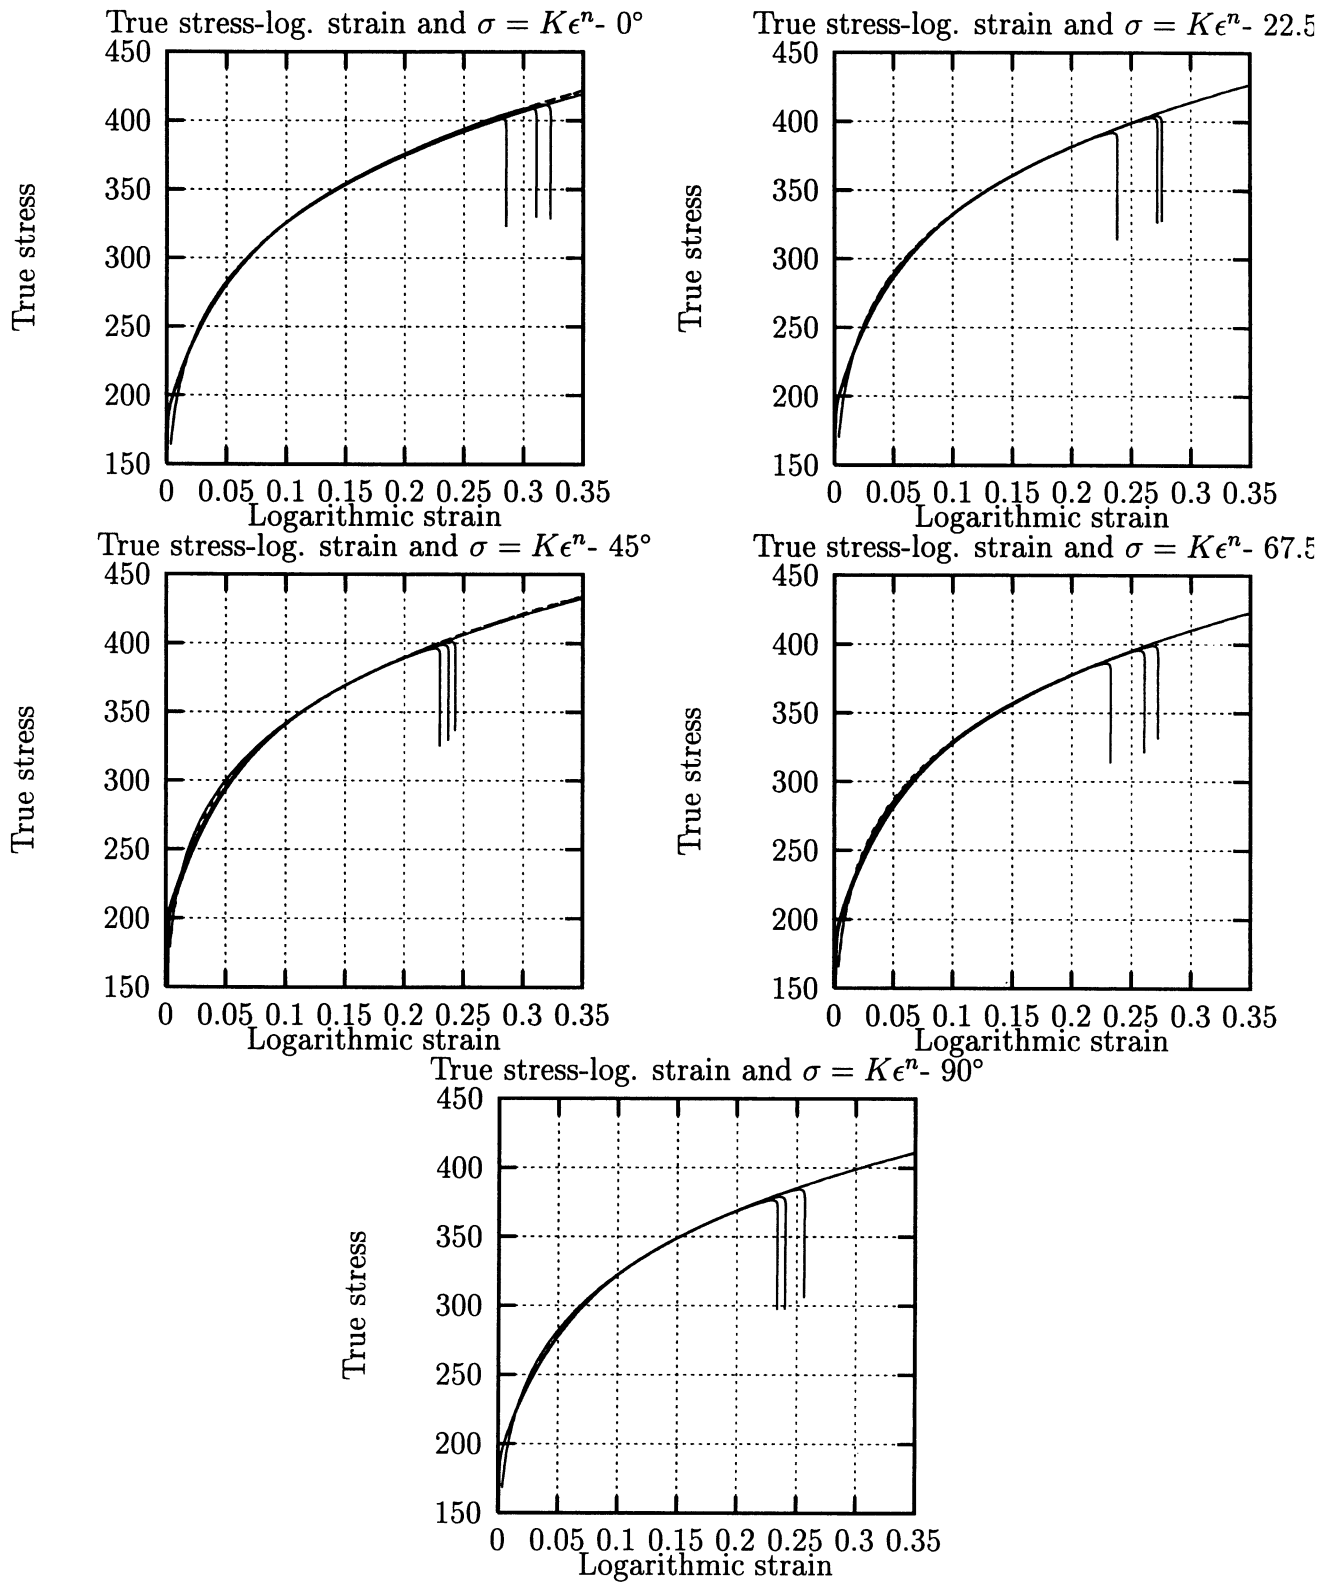 True stress-log. strain and σ = Kϵⁿ- 0°
450
400
350
300
250
200
150
True stress
0 0.05 0.1 0.15 0.2 0.25 0.3 0.35
Logarithmic strain
True stress-log. strain and σ = Kϵⁿ- 22.5
450
400
350
300
250
200
150
True stress
0 0.05 0.1 0.15 0.2 0.25 0.3 0.35
Logarithmic strain
True stress-log. strain and σ = Kϵⁿ- 45°
450
400
350
300
250
200
150
True stress
0 0.05 0.1 0.15 0.2 0.25 0.3 0.35
Logarithmic strain
True stress-log. strain and σ = Kϵⁿ- 67.5
450
400
350
300
250
200
150
True stress
0 0.05 0.1 0.15 0.2 0.25 0.3 0.35
Logarithmic strain
True stress-log. strain and σ = Kϵⁿ- 90°
450
400
350
300
250
200
150
True stress
0 0.05 0.1 0.15 0.2 0.25 0.3 0.35
Logarithmic strain